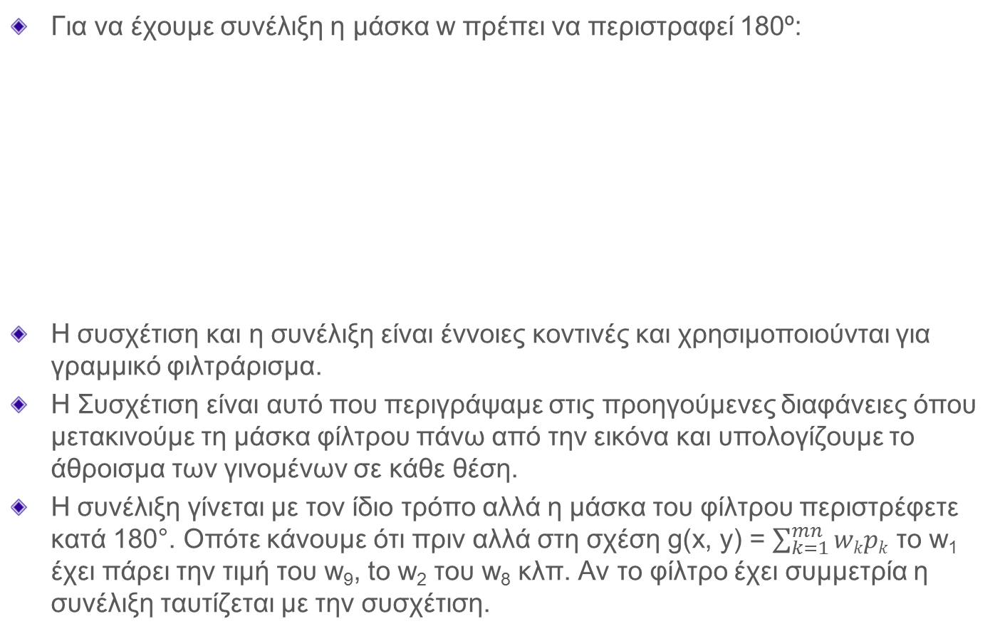 Για να έχουμε συνέλιξη η μάσκα w πρέπει να περιστραφεί 180º:
Η συσχέτιση και η συνέλιξη είναι έννοιες κοντινές και χρησιμοποιούνται για
γραμμικό φιλτράρισμα.
Η Συσχέτιση είναι αυτό που περιγράψαμε στις προηγούμενες διαφάνειες όπου
μετακινούμε τη μάσκα φίλτρου πάνω από την εικόνα και υπολογίζουμε το
άθροισμα των γινομένων σε κάθε θέση.
Η συνέλιξη γίνεται με τον ίδιο τρόπο αλλά η μάσκα του φίλτρου περιστρέφετε
κατά 180°. Οπότε κάνουμε ότι πριν αλλά στη σχέση g(x, y) = $\sum_{k=1}^{mn} w_k p_k$ το w₁
έχει πάρει την τιμή του w₉, to w₂ του w₈ κλπ. Αν το φίλτρο έχει συμμετρία η
συνέλιξη ταυτίζεται με την συσχέτιση.